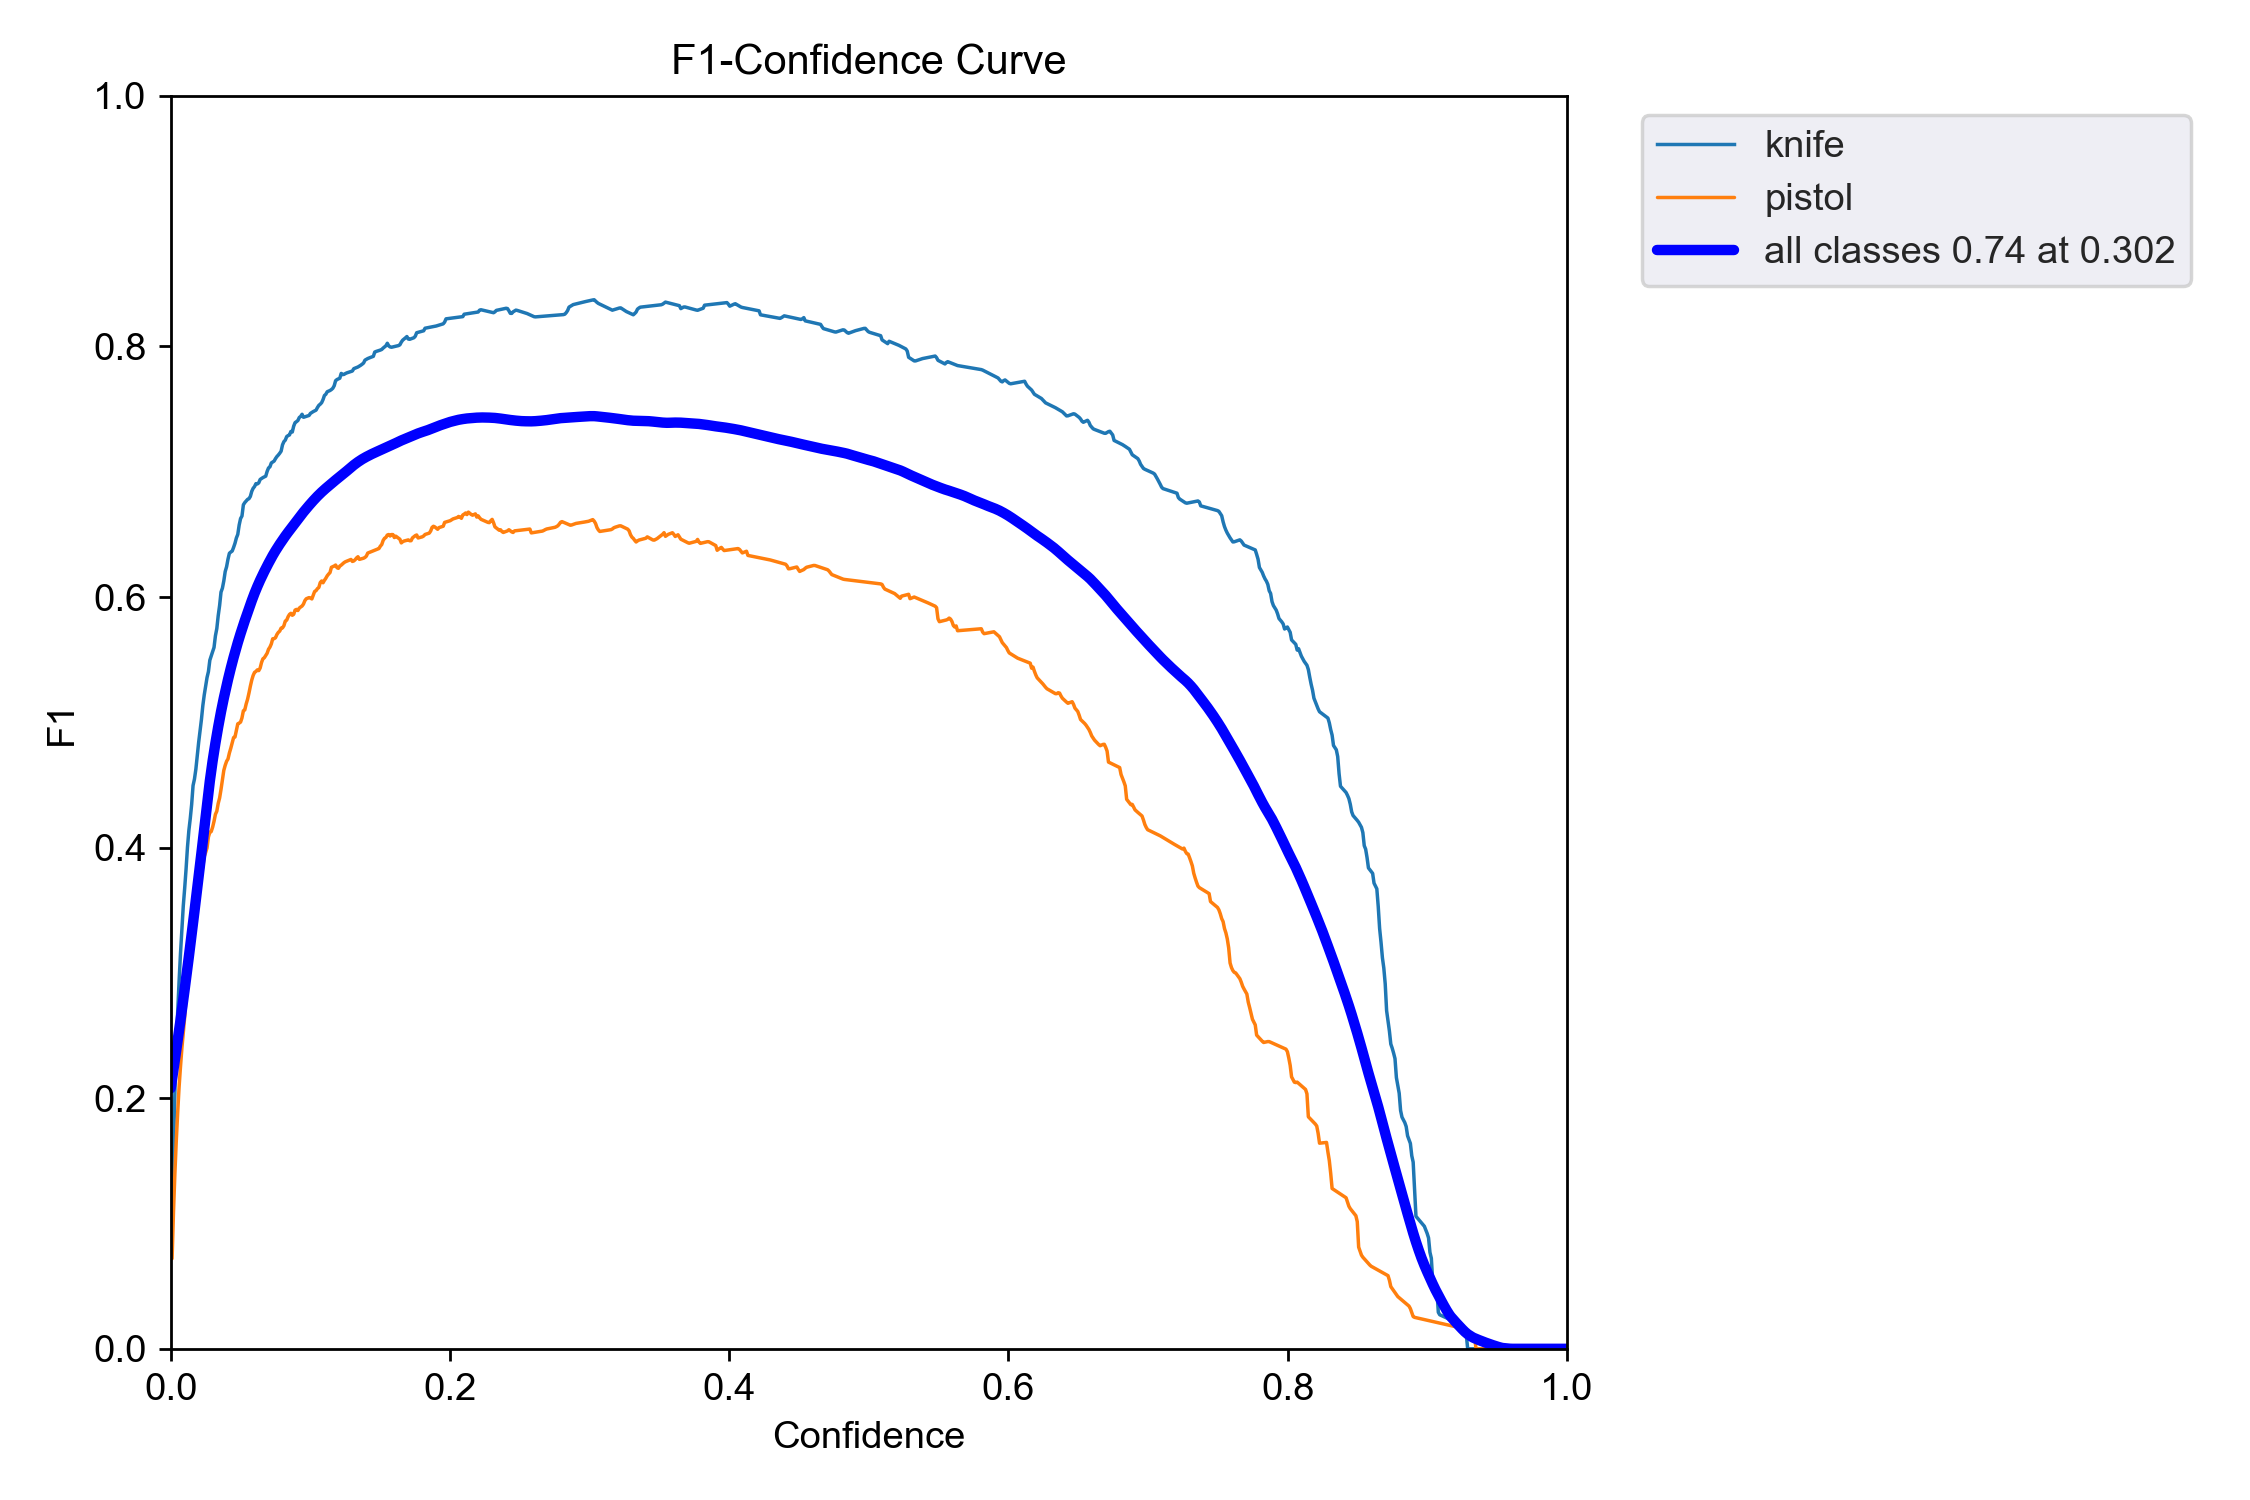 F1-Confidence Curve
1.0
0.8
0.6
0.4
0.2
0.0
F1
0.0 0.2 0.4 0.6 0.8 1.0
Confidence
knife
pistol
all classes 0.74 at 0.302